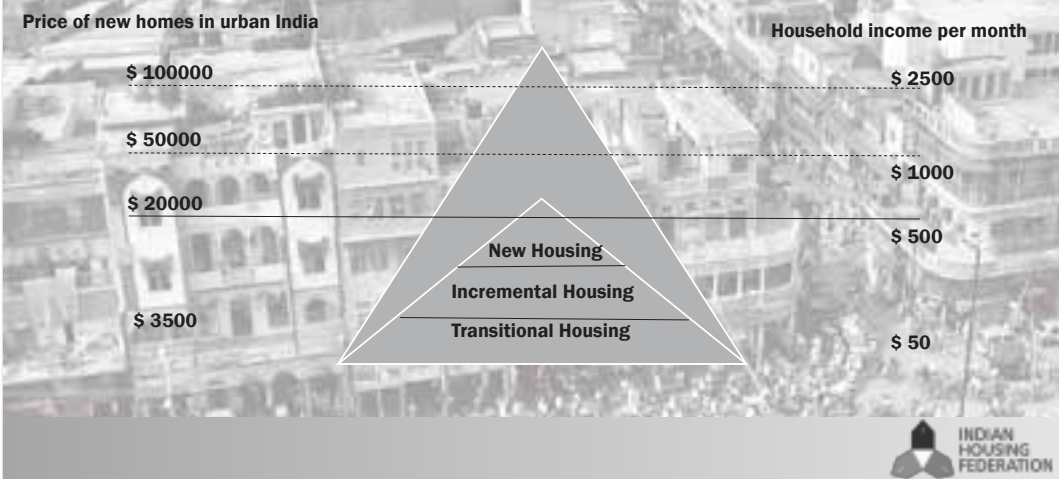 Price of new homes in urban India
Household income per month
$ 100000
$ 2500
$ 50000
$ 1000
$ 20000
$ 500
New Housing
Incremental Housing
$ 3500
Transitional Housing
$ 50
INDIAN
HOUSING
FEDERATION